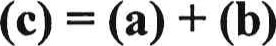 (c) = (a) + (b)